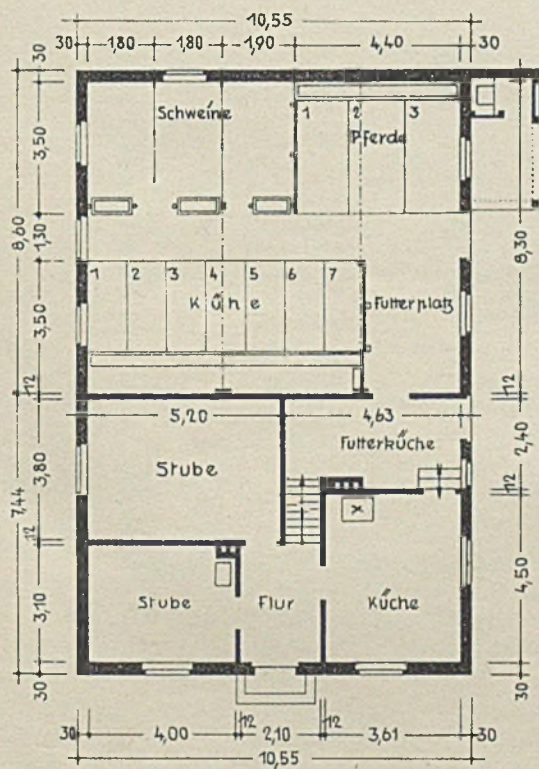 10,55
30 1,80 1,80 1,90 4,40 30
Schweine
1 2 3
Pferde
3,50
1,30
8,60
3,50
8,30
1 2 3 4 5 6 7
Kühe
Futterplatz
12
12
5,20 4,63
Futterküche
2,40
Stube
3,80
7,44
12
12
Stube
Flur
Küche
3,10
4,50
30
30
30 4,00 12 2,10 12 3,61 30
10,55